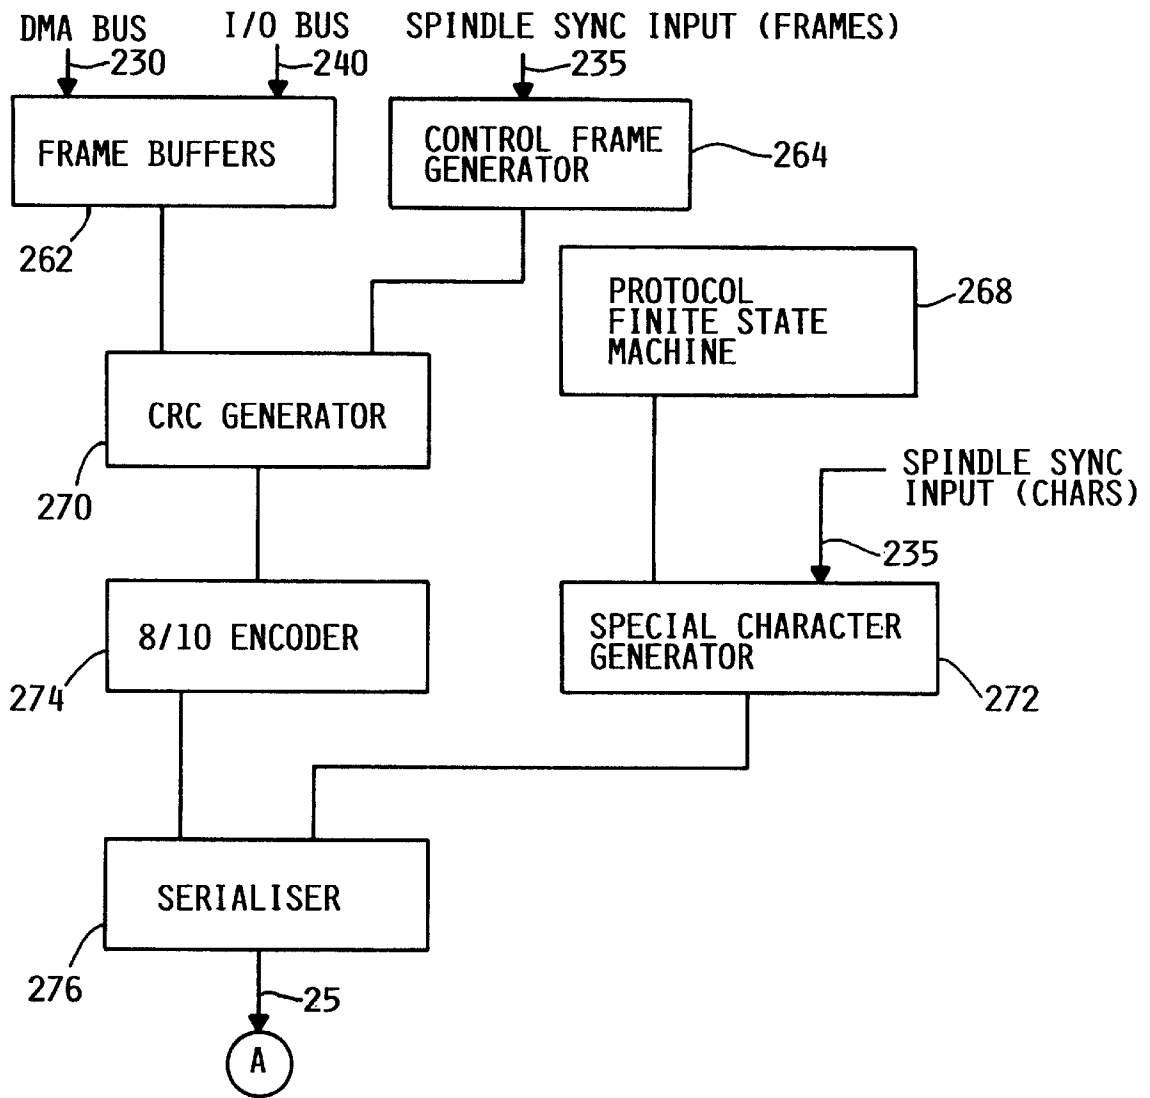 DMA BUS
I/O BUS
SPINDLE SYNC INPUT (FRAMES)
230
240
235
FRAME BUFFERS
CONTROL FRAME
GENERATOR
264
262
PROTOCOL
FINITE STATE
MACHINE
268
CRC GENERATOR
270
SPINDLE SYNC
INPUT (CHARS)
235
8/10 ENCODER
274
SPECIAL CHARACTER
GENERATOR
272
SERIALISER
276
25
A